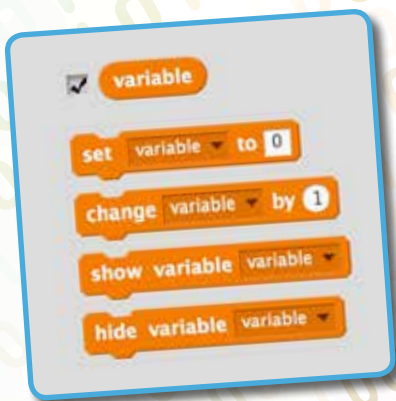 variable
set variable to 0
change variable by 1
show variable variable
hide variable variable